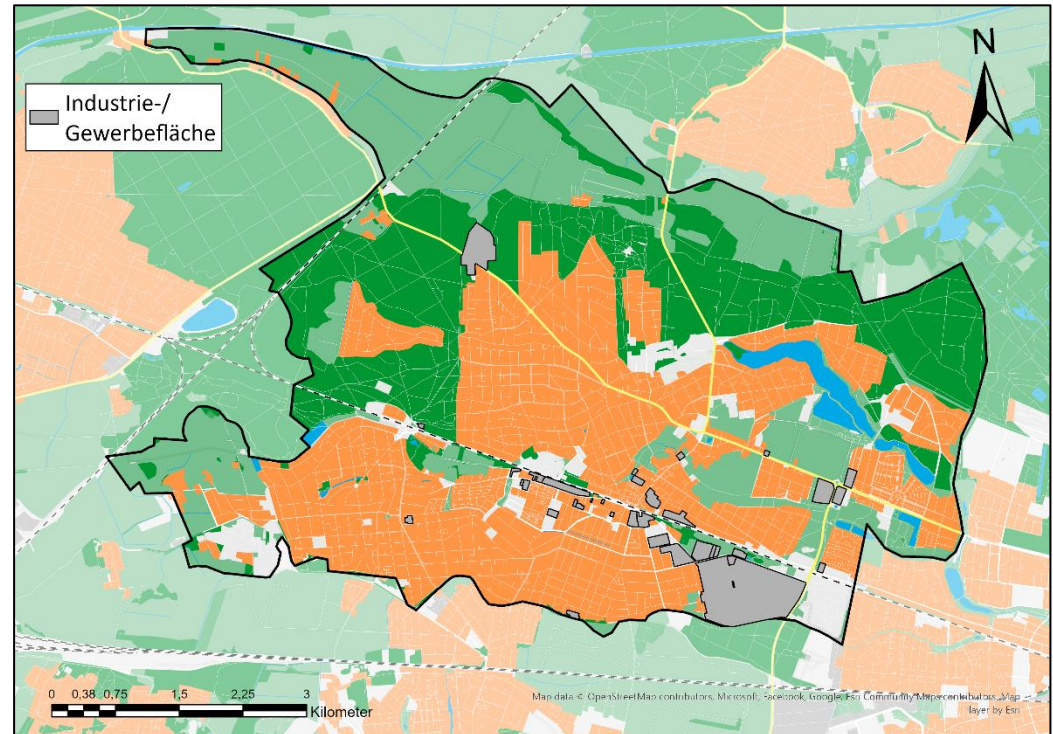 N
Industrie-/
Gewerbefläche
0 0,38 0,75 1,5 2,25 3
Kilometer
Map data © OpenStreetMap contributors, Microsoft, Facebook, Google, Esri Community Maps contributors, Map
layer by Esri